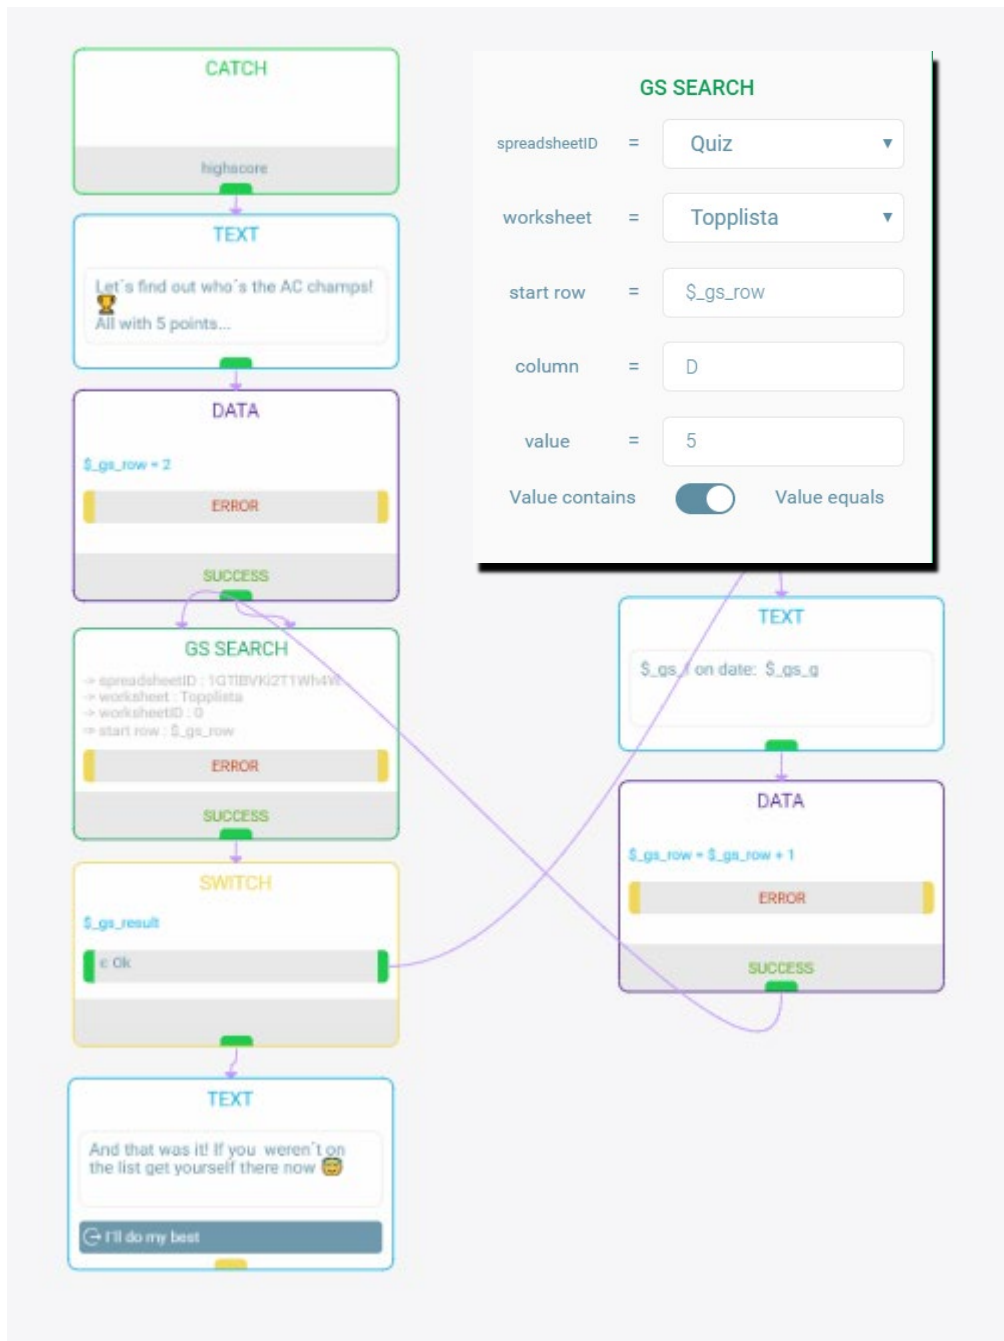 CATCH
highscore
TEXT
Let´s find out who´s the AC champs!
All with 5 points...
DATA
$_gs_row = 2
ERROR
SUCCESS
GS SEARCH
-> worksheet : Topplista
-> worksheetID : 0
-> start row : $_gs_row
ERROR
SUCCESS
SWITCH
$_gs_result
c: Ok
TEXT
And that was it! If you weren´t on
the list get yourself there now
I'll do my best
GS SEARCH
spreadsheetID = Quiz
worksheet = Topplista
start row = $_gs_row
column = D
value = 5
Value contains Value equals
TEXT
on date: $_gs_g
DATA
$_gs_row = $_gs_row + 1
ERROR
SUCCESS